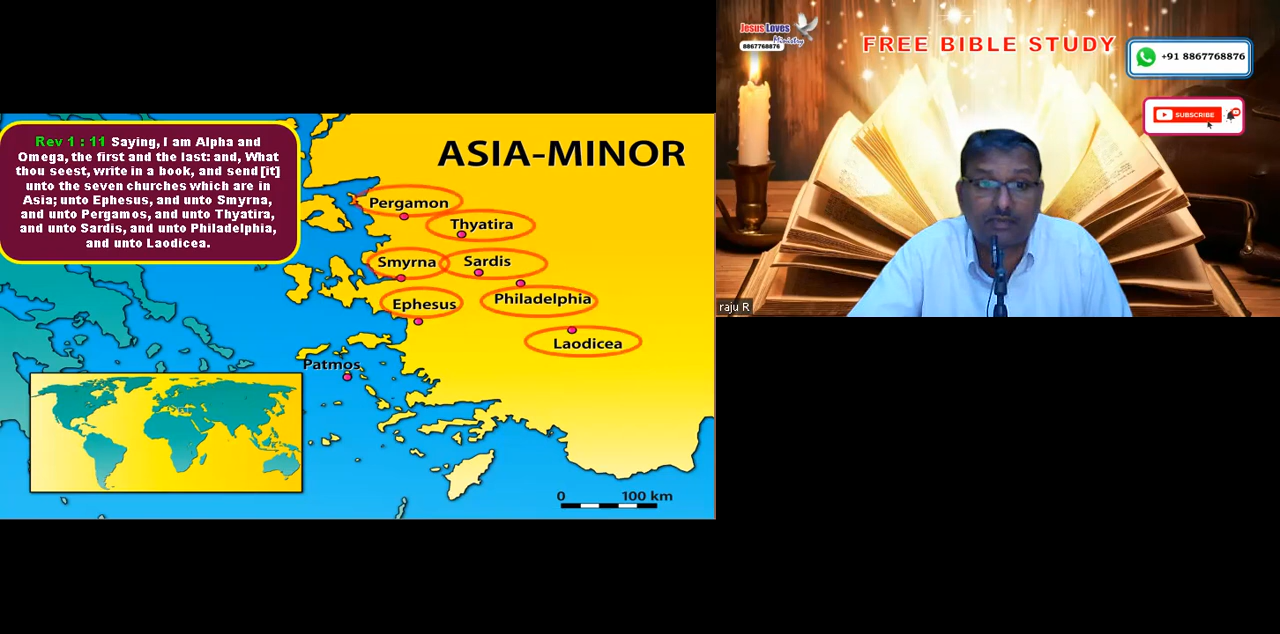 Rev 1 : 11 Saying, I am Alpha and
Omega, the first and the last: and, What
thou seest, write in a book, and send [it]
unto the seven churches which are in
Asia; unto Ephesus, and unto Smyrna,
and unto Pergamos, and unto Thyatira,
and unto Sardis, and unto Philadelphia,
and unto Laodicea.
ASIA-MINOR
Pergamon
Thyatira
Smyrna
Sardis
Ephesus
Philadelphia
Laodicea
Patmos
0 100 km
Jesus Loves
Ministry
8867768876
FREE BIBLE STUDY
+91 8867768876
SUBSCRIBE
raju R